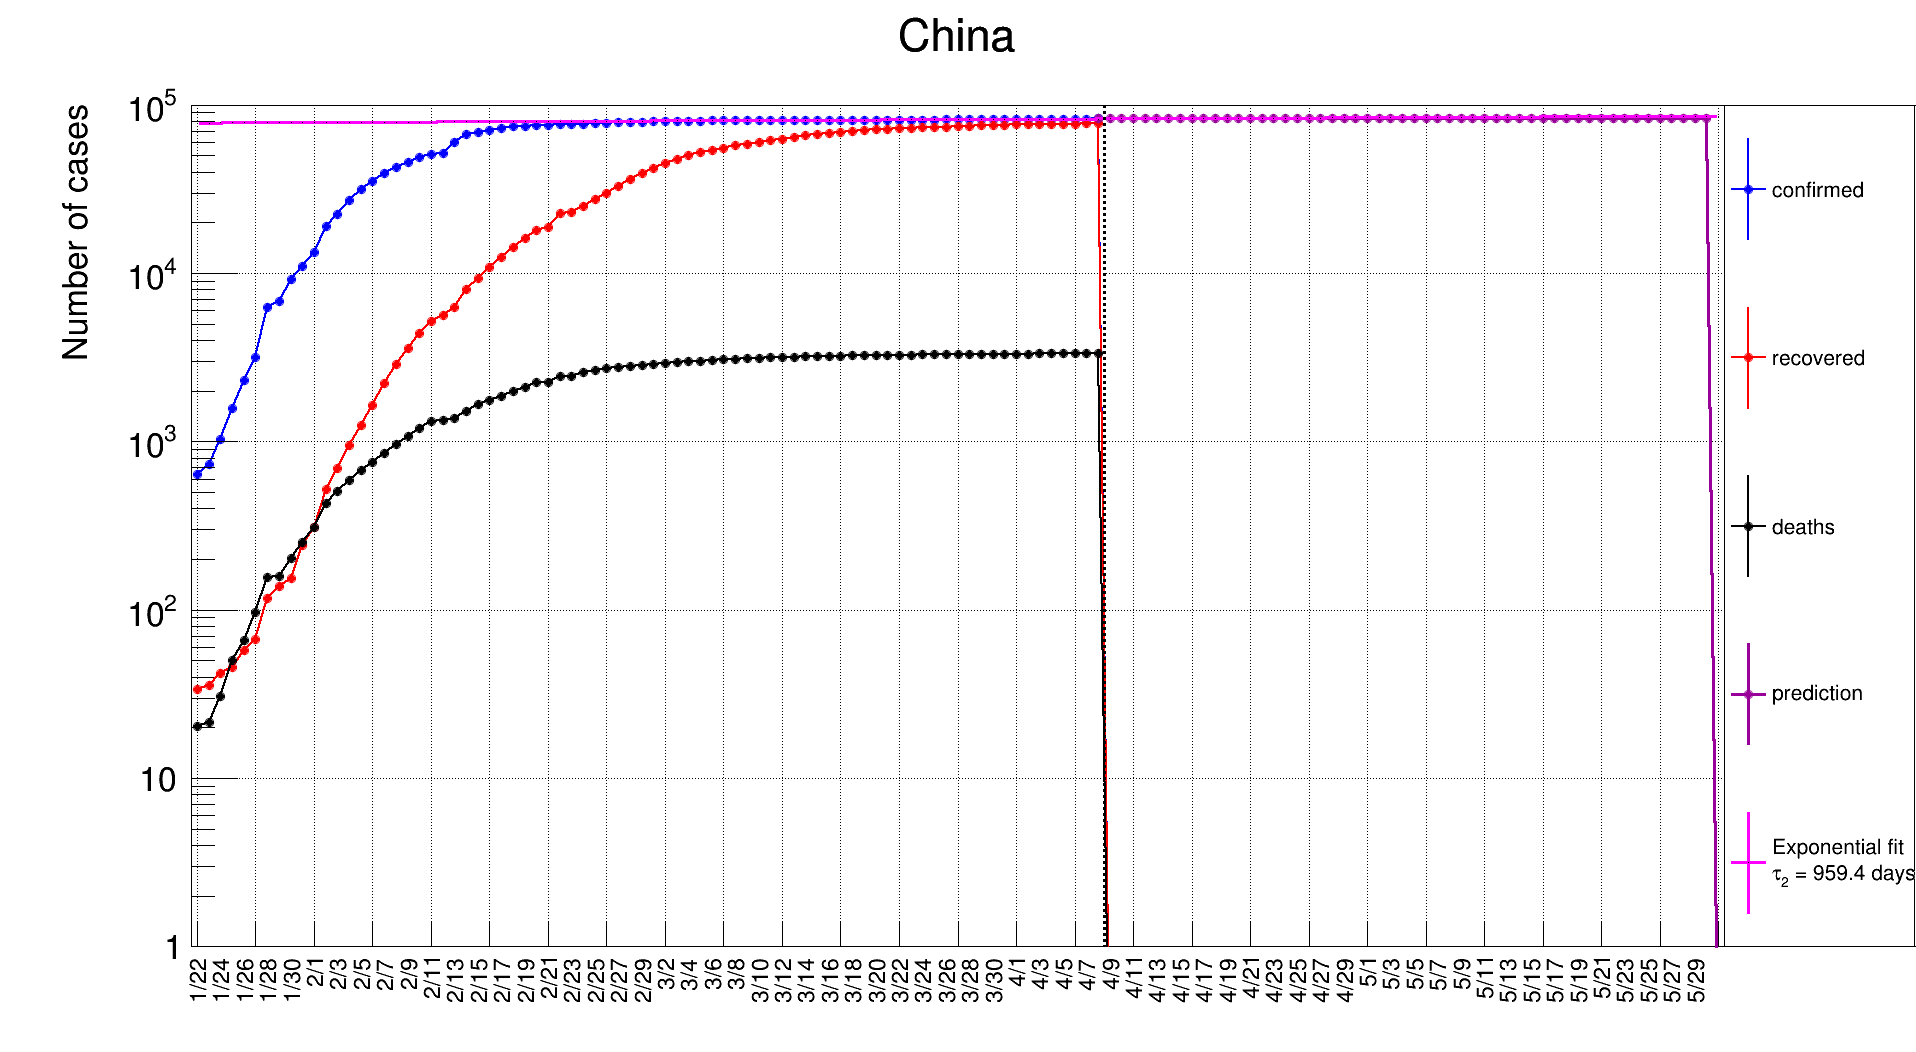 China
Number of cases
10^5
10^4
10^3
10^2
10
1
1/22 1/24 1/26 1/28 1/30 2/1 2/3 2/5 2/7 2/9 2/11 2/13 2/15 2/17 2/19 2/21 2/23 2/25 2/27 2/29 3/2 3/4 3/6 3/8 3/10 3/12 3/14 3/16 3/18 3/20 3/22 3/24 3/26 3/28 3/30 4/1 4/3 4/5 4/7 4/9 4/11 4/13 4/15 4/17 4/19 4/21 4/23 4/25 4/27 4/29 5/1 5/3 5/5 5/7 5/9 5/11 5/13 5/15 5/17 5/19 5/21 5/23 5/25 5/27 5/29
confirmed
recovered
deaths
prediction
Exponential fit
τ₂ = 959.4 days